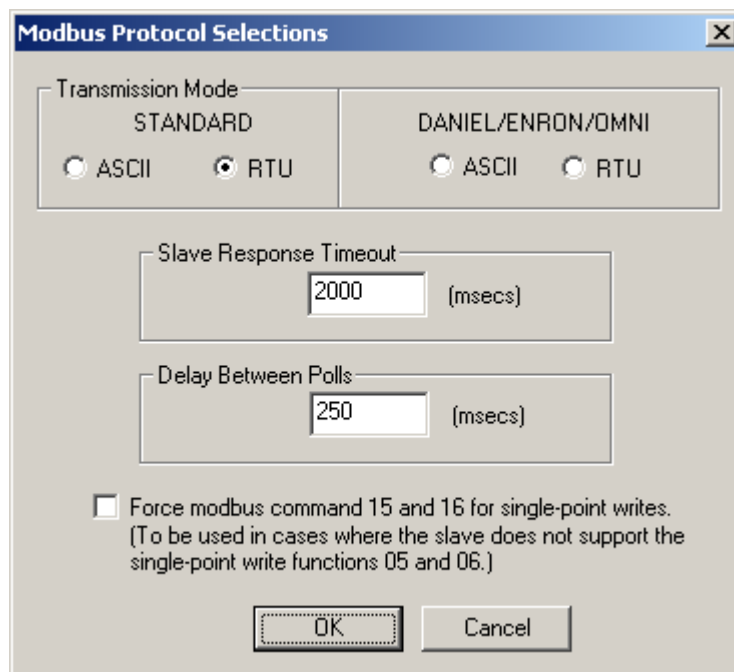 Modbus Protocol Selections
Transmission Mode
STANDARD
DANIEL/ENRON/OMNI
ASCII
RTU
ASCII
RTU
Slave Response Timeout
2000 (msecs)
Delay Between Polls
250 (msecs)
Force modbus command 15 and 16 for single-point writes.
(To be used in cases where the slave does not support the
single-point write functions 05 and 06.)
OK
Cancel